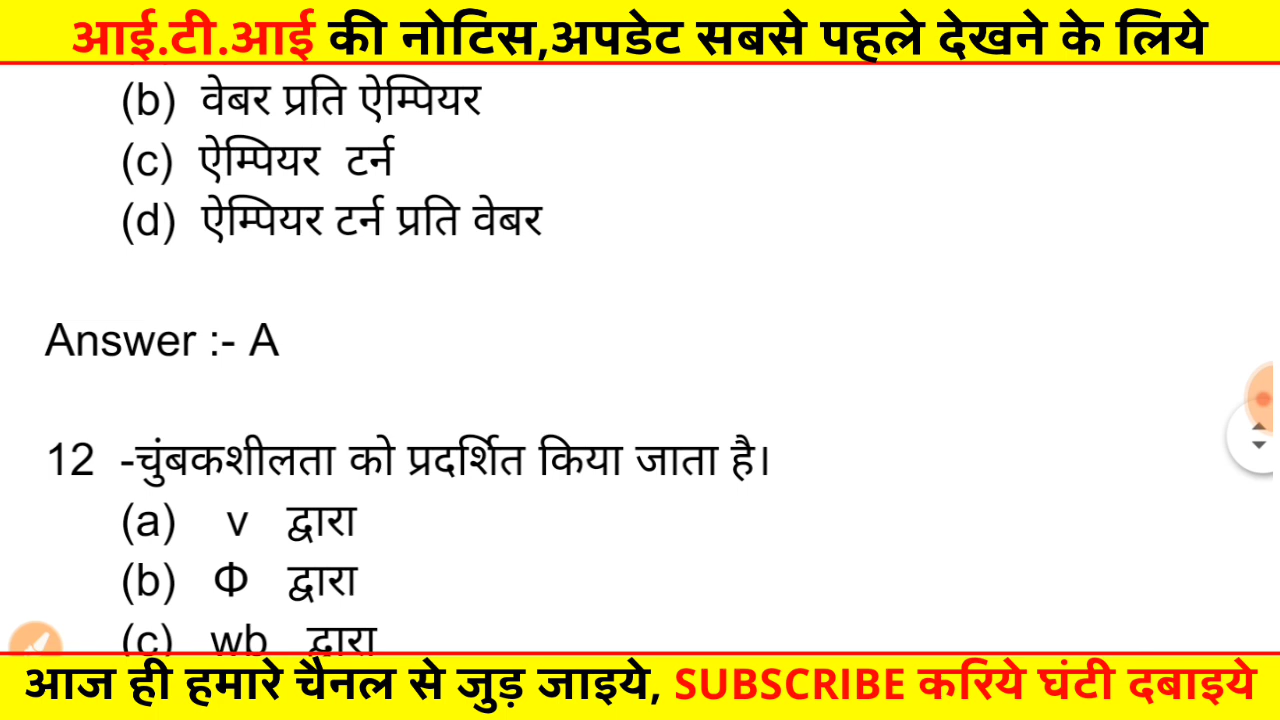 आई.टी.आई की नोटिस,अपडेट सबसे पहले देखने के लिये
(b) वेबर प्रति ऐम्पियर
(c) ऐम्पियर टर्न
(d) ऐम्पियर टर्न प्रति वेबर
Answer :- A
12 -चुंबकशीलता को प्रदर्शित किया जाता है।
(a) v द्वारा
(b) Φ द्वारा
(c) wb द्वारा
आज ही हमारे चैनल से जुड़ जाइये, SUBSCRIBE करिये घंटी दबाइये